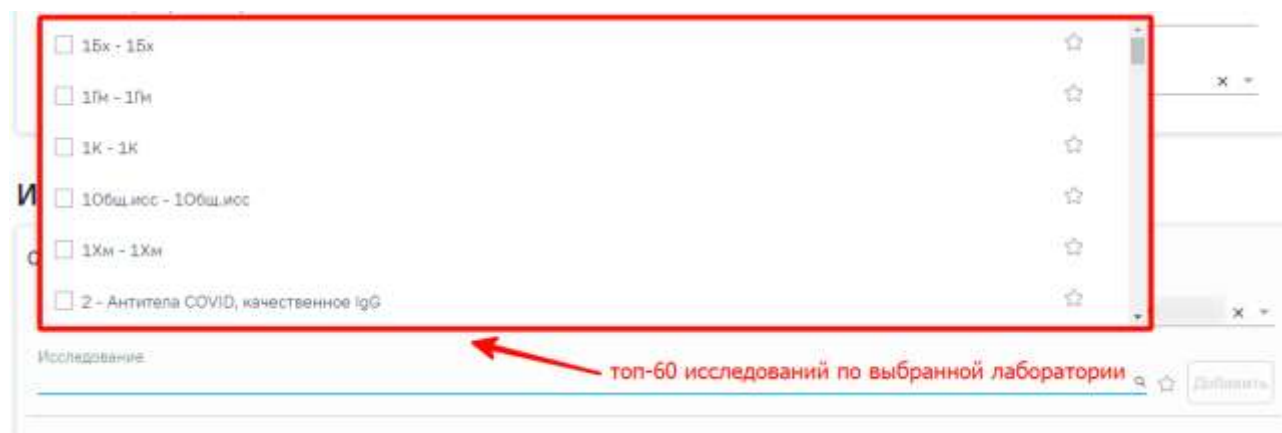 1Бх - 1Бх
1Гм - 1Гм
1К - 1К
1Общ.исс - 1Общ.исс
1Хм - 1Хм
2 - Антитела COVID, качественное IgG
Исследование
топ-60 исследований по выбранной лаборатории
Добавить